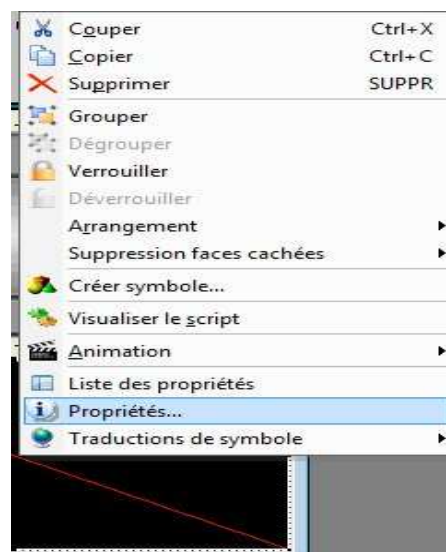 Couper Ctrl+X
Copier Ctrl+C
Supprimer SUPPR
Grouper
Dégrouper
Verrouiller
Déverrouiller
Arrangement
Suppression faces cachées
Créer symbole...
Visualiser le script
Animation
Liste des propriétés
Propriétés...
Traductions de symbole